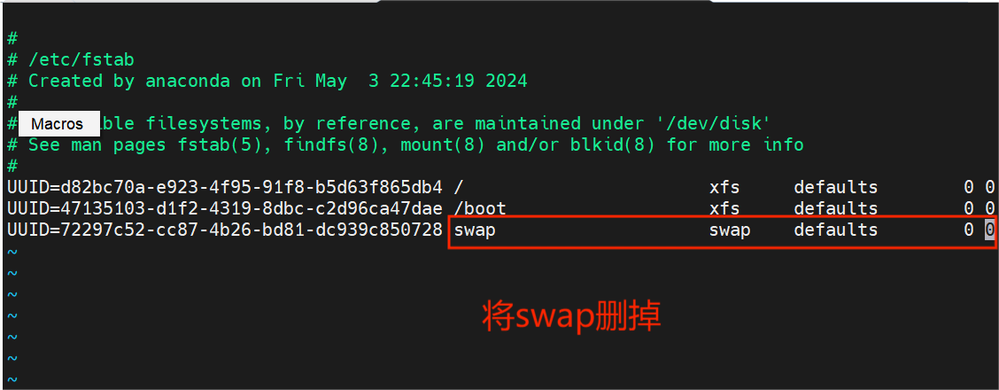 #
# /etc/fstab
# Created by anaconda on Fri May  3 22:45:19 2024
#
# Macros ble filesystems, by reference, are maintained under '/dev/disk'
# See man pages fstab(5), findfs(8), mount(8) and/or blkid(8) for more info
#
UUID=d82bc70a-e923-4f95-91f8-b5d63f865db4 /                       xfs     defaults        0 0
UUID=47135103-d1f2-4319-8dbc-c2d96ca47dae /boot                   xfs     defaults        0 0
UUID=72297c52-cc87-4b26-bd81-dc939c850728 swap                    swap    defaults        0 0
~
~
~
将swap删掉
~
~
~
~